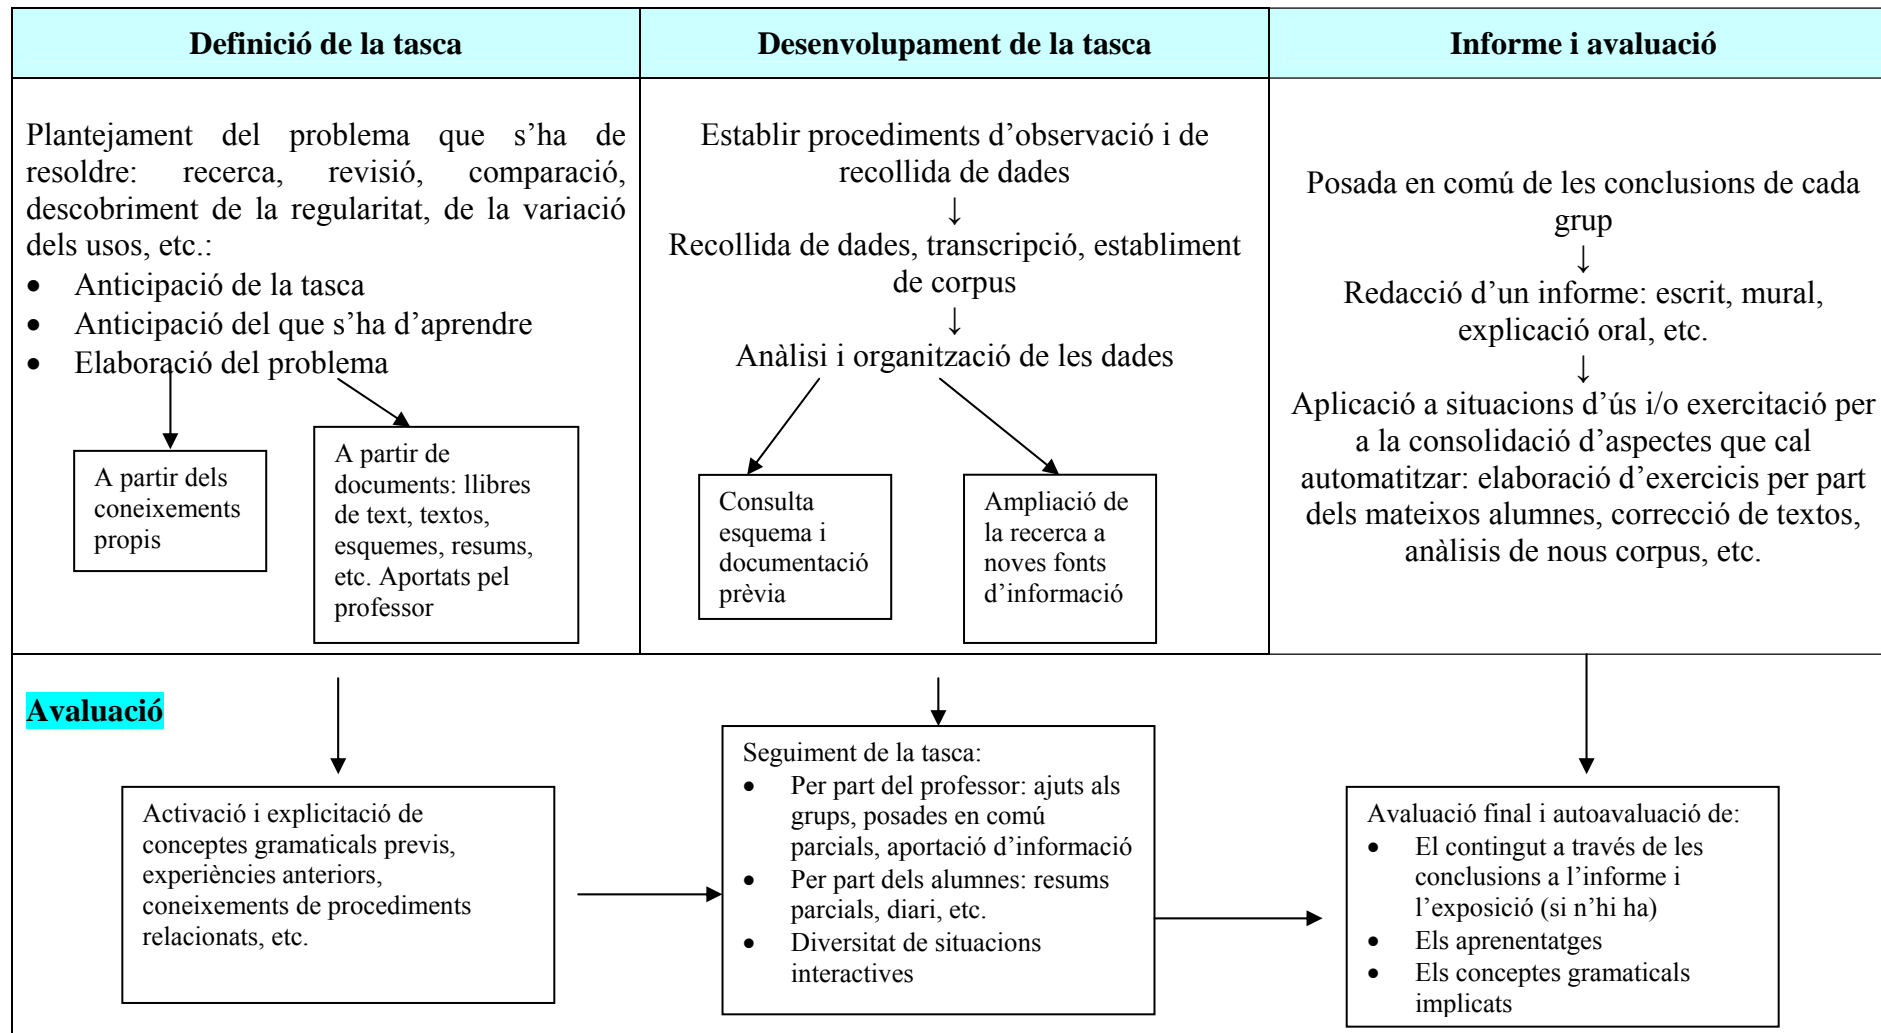 Definició de la tasca
Desenvolupament de la tasca
Informe i avaluació
Plantejament del problema que s’ha de
resoldre: recerca, revisió, comparació,
descobriment de la regularitat, de la variació
dels usos, etc.:
• Anticipació de la tasca
• Anticipació del que s’ha d’aprendre
• Elaboració del problema
A partir dels
coneixements
propis
A partir de
documents: llibres
de text, textos,
esquemes, resums,
etc. Aportats pel
professor
Establir procediments d’observació i de
recollida de dades
↓
Recollida de dades, transcripció, establiment
de corpus
↓
Anàlisi i organització de les dades
Consulta
esquema i
documentació
prèvia
Ampliació de
la recerca a
noves fonts
d’informació
Posada en comú de les conclusions de cada
grup
↓
Redacció d’un informe: escrit, mural,
explicació oral, etc.
↓
Aplicació a situacions d’ús i/o exercitació per
a la consolidació d’aspectes que cal
automatitzar: elaboració d’exercicis per part
dels mateixos alumnes, correcció de textos,
anàlisis de nous corpus, etc.
Avaluació
Activació i explicitació de
conceptes gramaticals previs,
experiències anteriors,
coneixements de procediments
relacionats, etc.
Seguiment de la tasca:
• Per part del professor: ajuts als
grups, posades en comú
parcials, aportació d’informació
• Per part dels alumnes: resums
parcials, diari, etc.
• Diversitat de situacions
interactives
Avaluació final i autoavaluació de:
• El contingut a través de les
conclusions a l’informe i
l’exposició (si n’hi ha)
• Els aprenentatges
• Els conceptes gramaticals
implicats